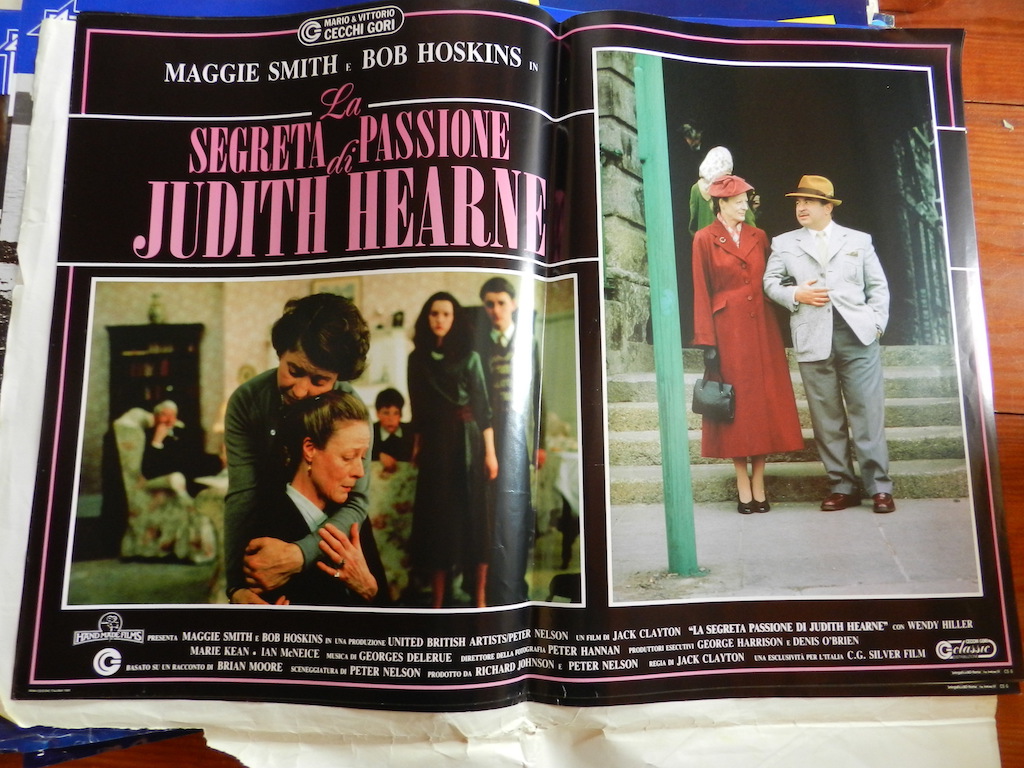 MARIO & VITTORIO
CECCHI GORI
MAGGIE SMITH E BOB HOSKINS IN
La
SEGRETA di PASSIONE
JUDITH HEARNE
HANDMADE FILMS PRESENTA MAGGIE SMITH E BOB HOSKINS IN UNA PRODUZIONE UNITED BRITISH ARTISTS/PETER NELSON UN FILM DI JACK CLAYTON "LA SEGRETA PASSIONE DI JUDITH HEARNE" CON WENDY HILLER
MARIE KEAN • IAN McNEICE MUSICA DI GEORGES DELERUE DIRETTORE DELLA FOTOGRAFIA PETER HANNAN PRODUTTORI ESECUTIVI GEORGE HARRISON E DENIS O'BRIEN
BASATO SU UN RACCONTO DI BRIAN MOORE SCENEGGIATURA DI PETER NELSON PRODOTTO DA RICHARD JOHNSON E PETER NELSON REGIA DI JACK CLAYTON UNA ESCLUSIVITÀ PER L'ITALIA C.G. SILVER FILM
classic